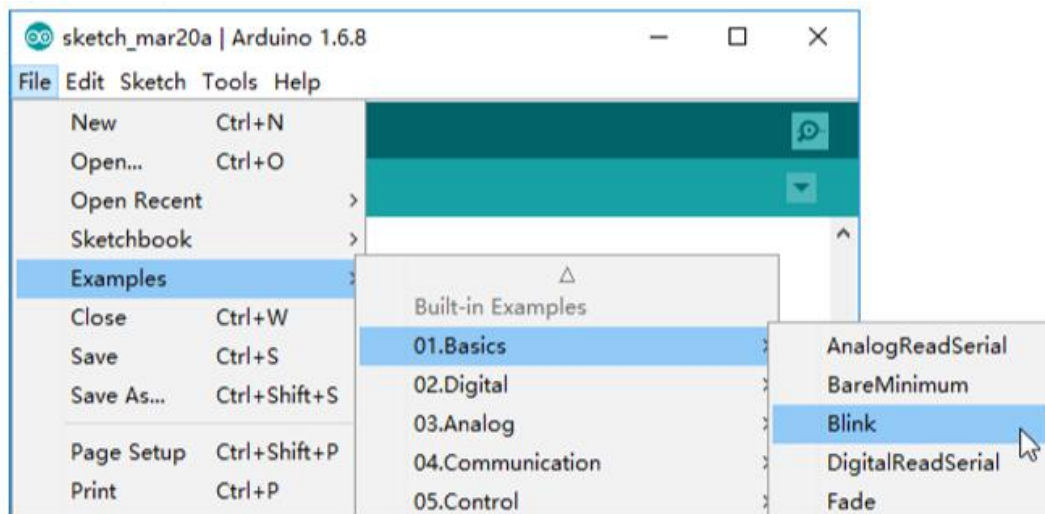 sketch_mar20a | Arduino 1.6.8
File Edit Sketch Tools Help
New Ctrl+N
Open... Ctrl+O
Open Recent
Sketchbook
Examples
Close Ctrl+W
Save Ctrl+S
Save As... Ctrl+Shift+S
Page Setup Ctrl+Shift+P
Print Ctrl+P
Built-in Examples
01.Basics
02.Digital
03.Analog
04.Communication
05.Control
AnalogReadSerial
BareMinimum
Blink
DigitalReadSerial
Fade